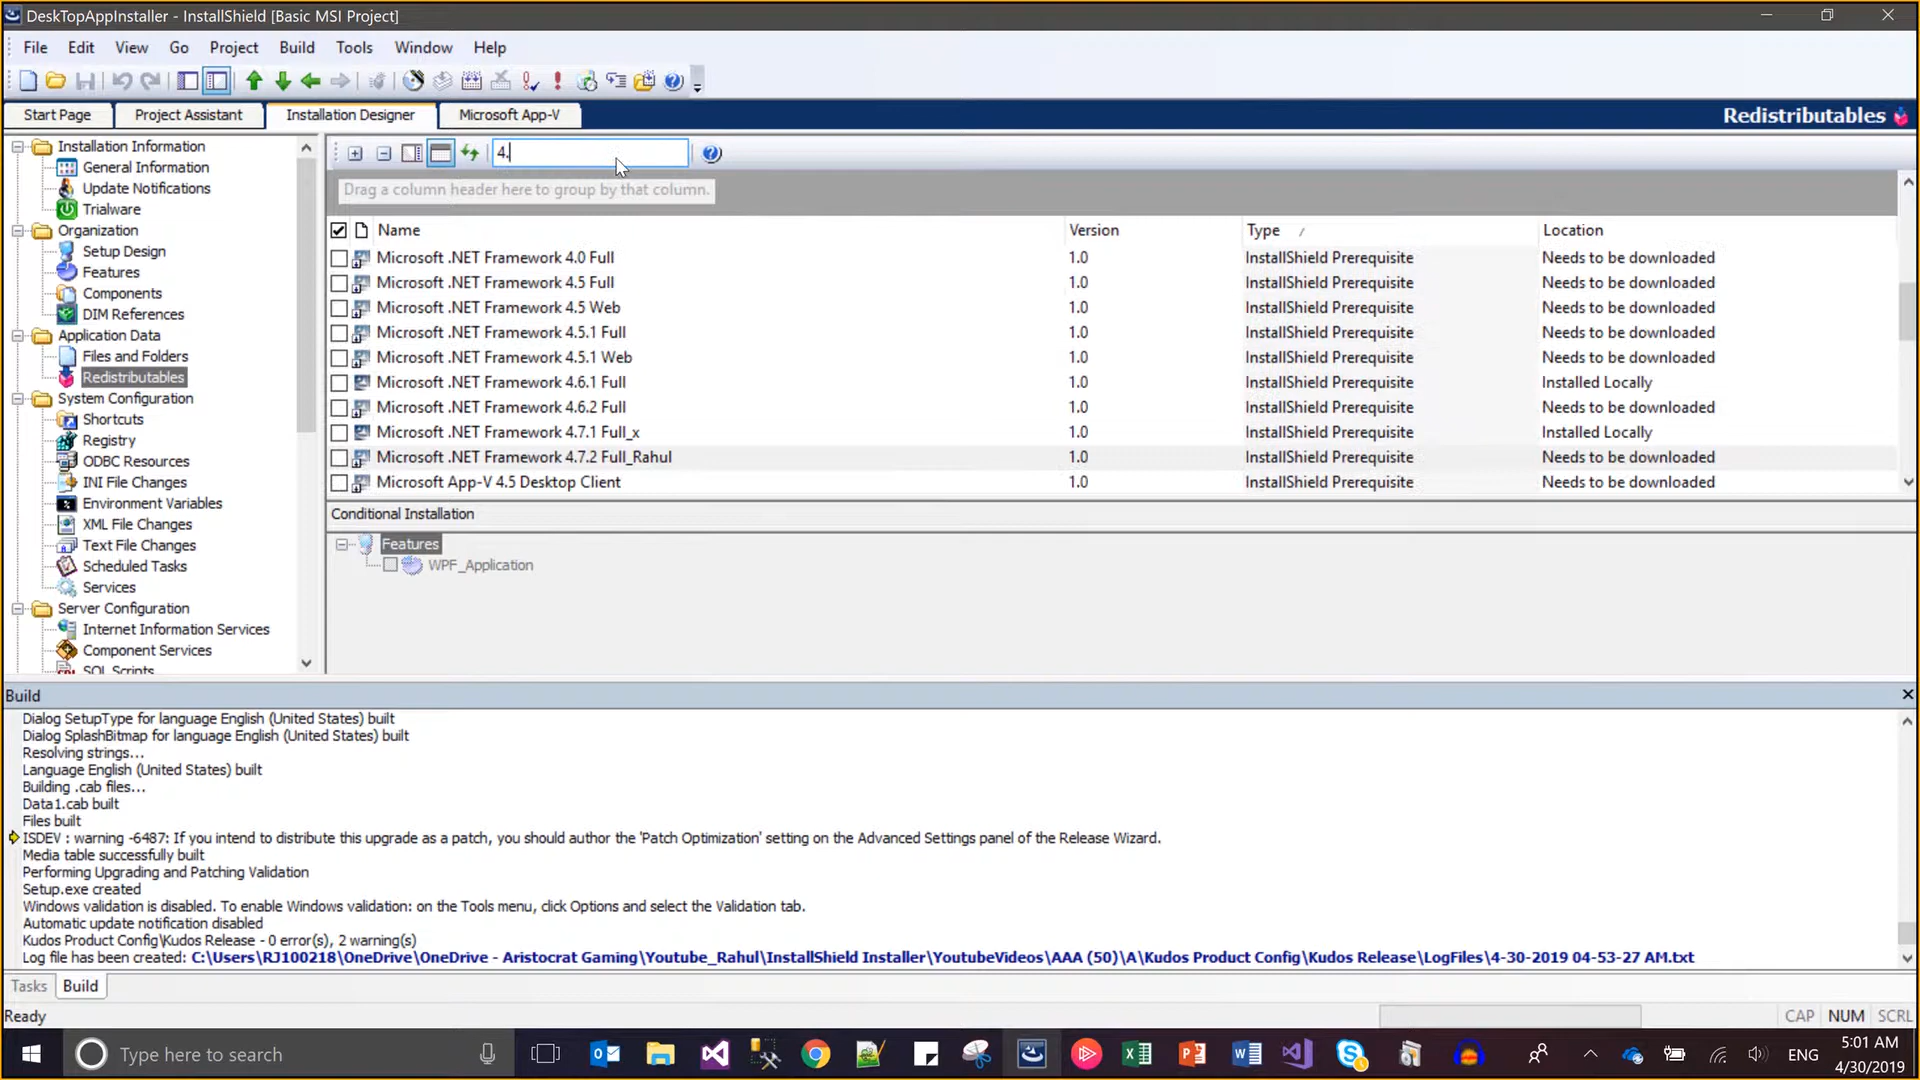 DeskTopAppInstaller - InstallShield [Basic MSI Project]
File Edit View Go Project Build Tools Window Help
Start Page Project Assistant Installation Designer Microsoft App-V Redistributables
Installation Information
General Information
Update Notifications
Trialware
Organization
Setup Design
Features
Components
DIM References
Application Data
Files and Folders
Redistributables
System Configuration
Shortcuts
Registry
ODBC Resources
INI File Changes
Environment Variables
XML File Changes
Text File Changes
Scheduled Tasks
Services
Server Configuration
Internet Information Services
Component Services
SQL Scripts
4.
Drag a column header here to group by that column.
Name Version Type Location
Microsoft .NET Framework 4.0 Full 1.0 InstallShield Prerequisite Needs to be downloaded
Microsoft .NET Framework 4.5 Full 1.0 InstallShield Prerequisite Needs to be downloaded
Microsoft .NET Framework 4.5 Web 1.0 InstallShield Prerequisite Needs to be downloaded
Microsoft .NET Framework 4.5.1 Full 1.0 InstallShield Prerequisite Needs to be downloaded
Microsoft .NET Framework 4.5.1 Web 1.0 InstallShield Prerequisite Needs to be downloaded
Microsoft .NET Framework 4.6.1 Full 1.0 InstallShield Prerequisite Installed Locally
Microsoft .NET Framework 4.6.2 Full 1.0 InstallShield Prerequisite Needs to be downloaded
Microsoft .NET Framework 4.7.1 Full_x 1.0 InstallShield Prerequisite Installed Locally
Microsoft .NET Framework 4.7.2 Full_Rahul 1.0 InstallShield Prerequisite Needs to be downloaded
Microsoft App-V 4.5 Desktop Client 1.0 InstallShield Prerequisite Needs to be downloaded
Conditional Installation
Features
WPF_Application
Build
Dialog SetupType for language English (United States) built
Dialog SplashBitmap for language English (United States) built
Resolving strings...
Language English (United States) built
Building .cab files...
Data1.cab built
Files built
ISDEV : warning -6487: If you intend to distribute this upgrade as a patch, you should author the 'Patch Optimization' setting on the Advanced Settings panel of the Release Wizard.
Media table successfully built
Performing Upgrading and Patching Validation
Setup.exe created
Windows validation is disabled. To enable Windows validation: on the Tools menu, click Options and select the Validation tab.
Automatic update notification disabled
Kudos Product Config\Kudos Release - 0 error(s), 2 warning(s)
Log file has been created: C:\Users\RJ100218\OneDrive\OneDrive - Aristocrat Gaming\Youtube_Rahul\InstallShield Installer\YoutubeVideos\AAA (50)\A\Kudos Product Config\Kudos Release\LogFiles\4-30-2019 04-53-27 AM.txt
Tasks Build
Ready CAP NUM SCRL
Type here to search
ENG
5:01 AM
4/30/2019